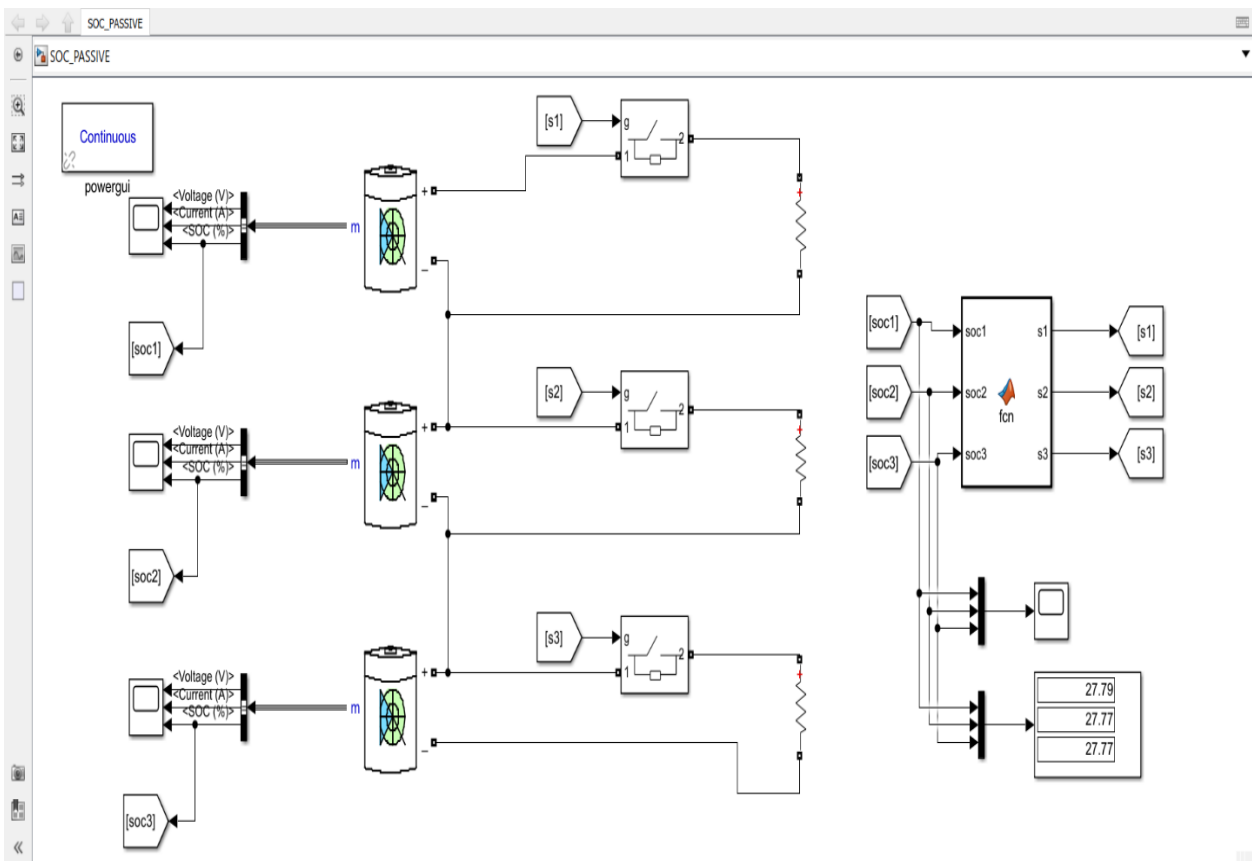 SOC_PASSIVE
SOC_PASSIVE
Continuous
powergui
<Voltage (V)>
<Current (A)>
<SOC (%)>
m
+
_
[s1]
g
1
2
+
[soc1]
<Voltage (V)>
<Current (A)>
<SOC (%)>
m
+
_
[s2]
g
1
2
+
[soc2]
<Voltage (V)>
<Current (A)>
<SOC (%)>
m
+
_
[s3]
g
1
2
+
[soc3]
[soc1]
[soc2]
[soc3]
soc1
soc2
soc3
fcn
s1
s2
s3
[s1]
[s2]
[s3]
27.79
27.77
27.77